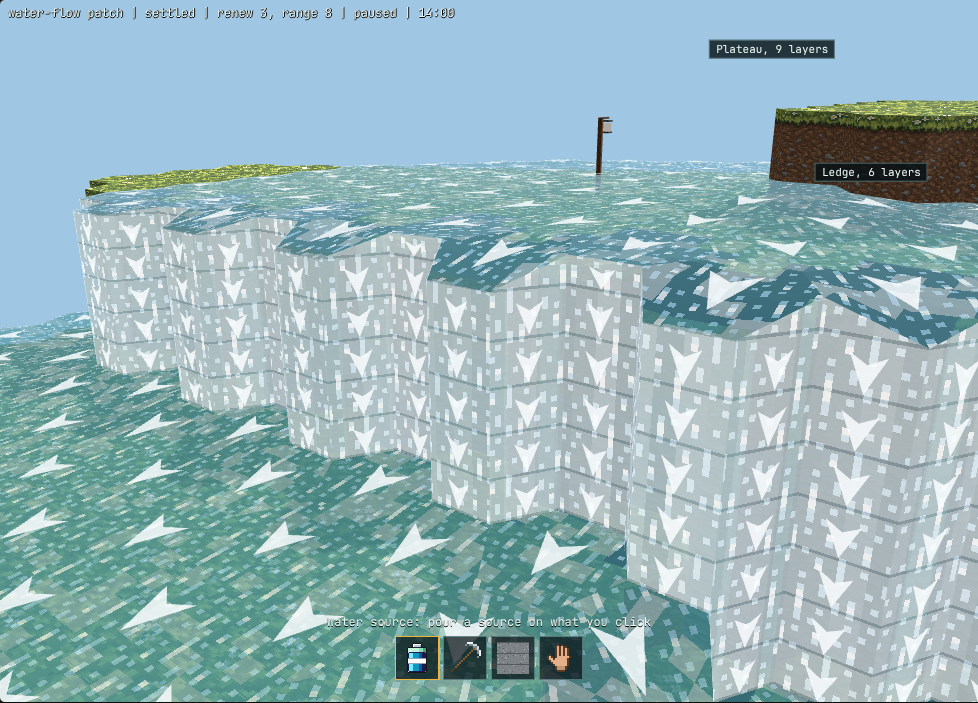 water-flow patch | settled | renew 3, range 8 | paused | 14:00
Plateau, 9 layers
Ledge, 6 layers
water source: pour a source on what you click